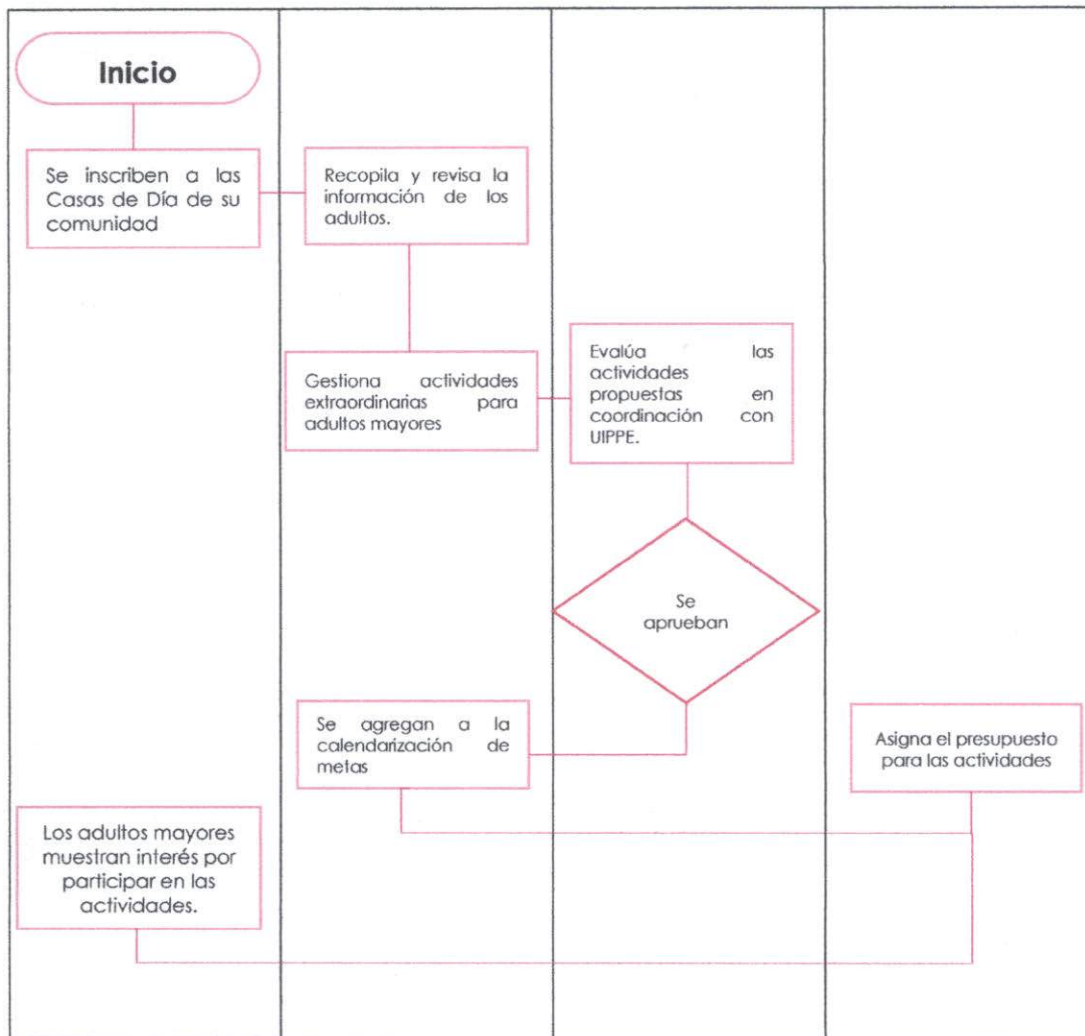 Inicio
Se inscriben a las
Casas de Día de su
comunidad
Recopila y revisa la
información de los
adultos.
Gestiona actividades
extraordinarias para
adultos mayores
Evalúa las
actividades
propuestas en
coordinación con
UIPPE.
Se
aprueban
Se agregan a la
calendarización de
metas
Asigna el presupuesto
para las actividades
Los adultos mayores
muestran interés por
participar en las
actividades.